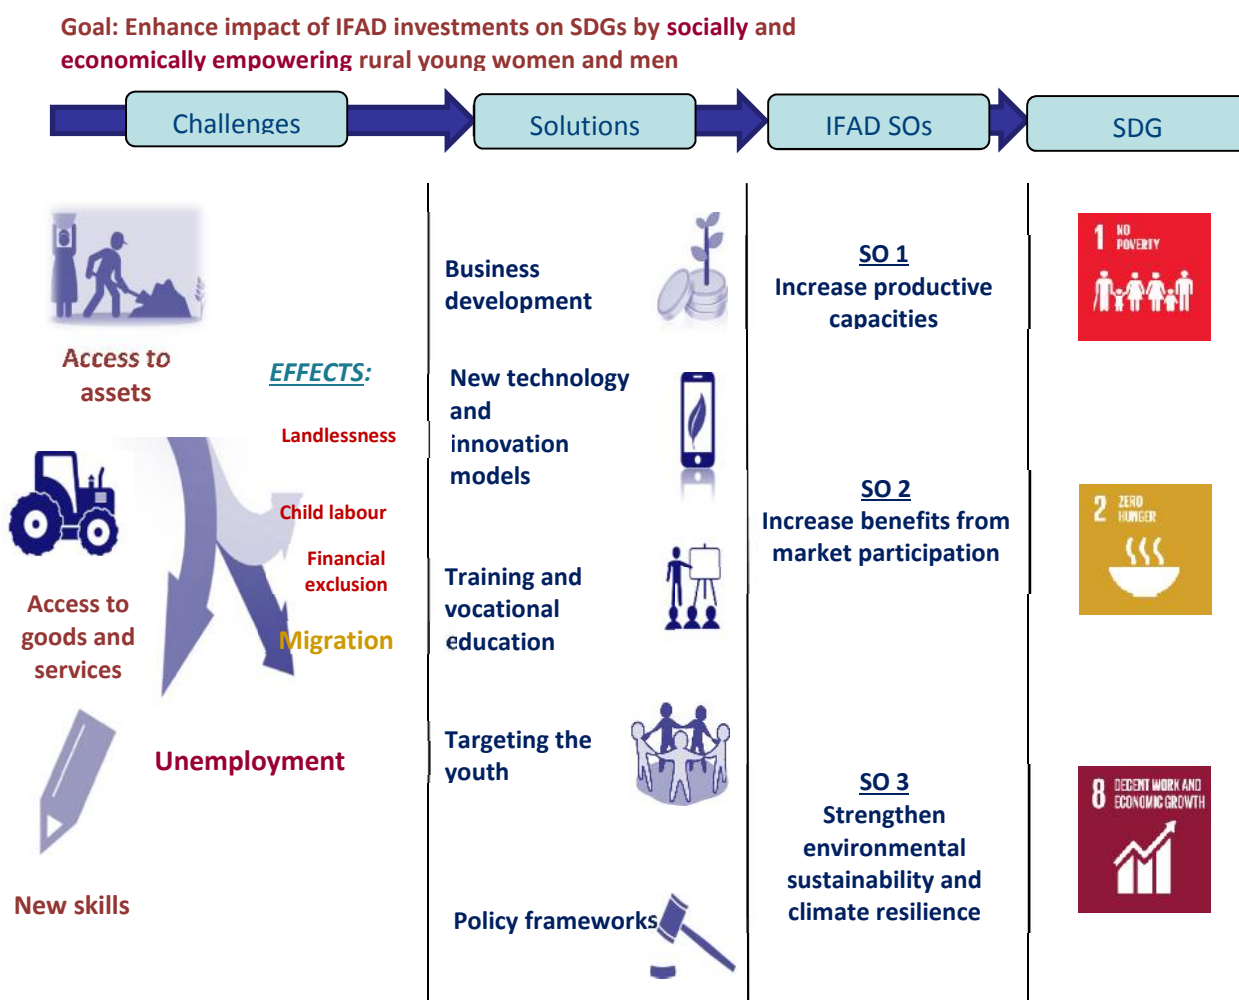 Goal: Enhance impact of IFAD investments on SDGs by socially and
economically empowering rural young women and men
Challenges
Solutions
IFAD SOs
SDG
Access to
assets
EFFECTS:
Landlessness
Child labour
Financial
exclusion
Migration
Access to
goods and
services
Unemployment
New skills
Business
development
New technology
and
innovation
models
Training and
vocational
education
Targeting the
youth
Policy frameworks
SO 1
Increase productive
capacities
SO 2
Increase benefits from
market participation
SO 3
Strengthen
environmental
sustainability and
climate resilience
1 NO
POVERTY
2 ZERO
HUNGER
8 DECENT WORK AND
ECONOMIC GROWTH